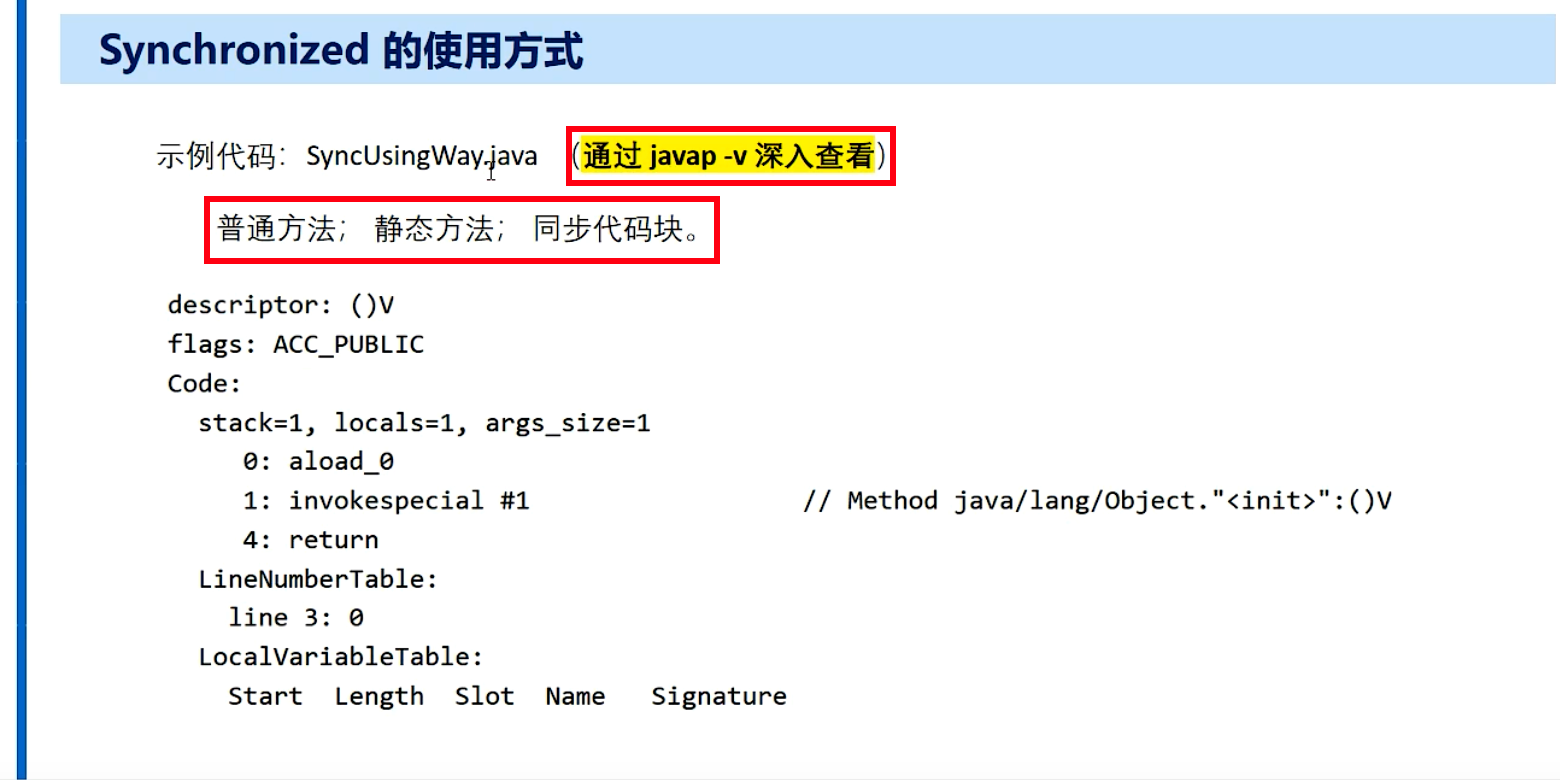 Synchronized 的使用方式
示例代码：SyncUsingWay.java （通过 javap -v 深入查看）
普通方法； 静态方法； 同步代码块。
descriptor: ()V
flags: ACC_PUBLIC
Code:
stack=1, locals=1, args_size=1
0: aload_0
1: invokespecial #1 // Method java/lang/Object."<init>":()V
4: return
LineNumberTable:
line 3: 0
LocalVariableTable:
Start Length Slot Name Signature